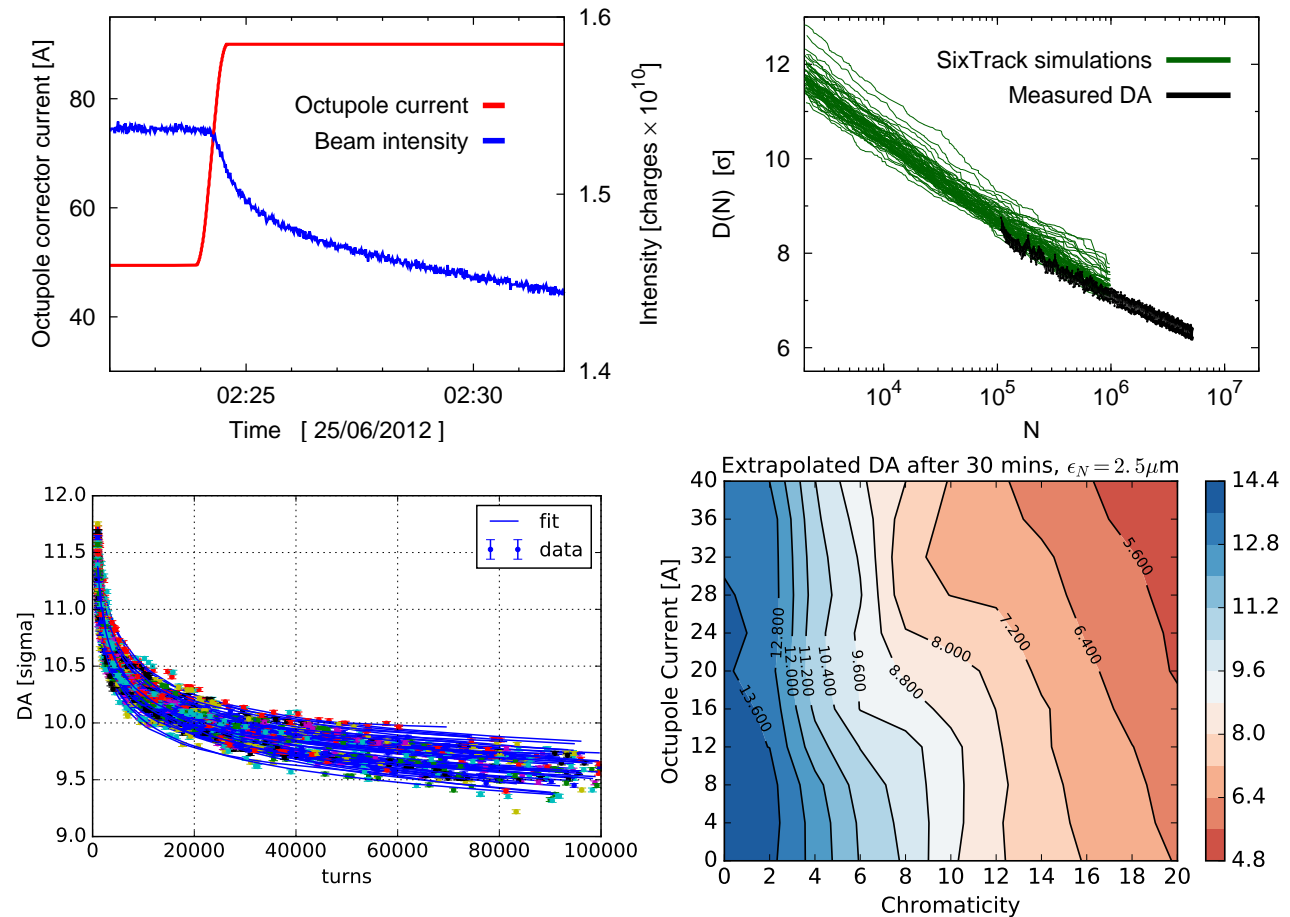 Octupole corrector current [A]
80
60
40
Octupole current
Beam intensity
1.6
1.5
1.4
Intensity [charges × 10^10]
02:25 02:30
Time [ 25/06/2012 ]
D(N) [σ]
12
10
8
6
SixTrack simulations
Measured DA
10^4 10^5 10^6 10^7
N
DA [sigma]
12.0
11.5
11.0
10.5
10.0
9.5
9.0
fit
data
0 20000 40000 60000 80000 100000
turns
Extrapolated DA after 30 mins, ϵ_N = 2.5μm
Octupole Current [A]
40
36
32
28
24
20
16
12
8
4
0
13.600
12.800
12.000
11.200
10.400
9.600
8.800
8.000
7.200
6.400
5.600
0 2 4 6 8 10 12 14 16 18 20
Chromaticity
14.4
12.8
11.2
9.6
8.0
6.4
4.8